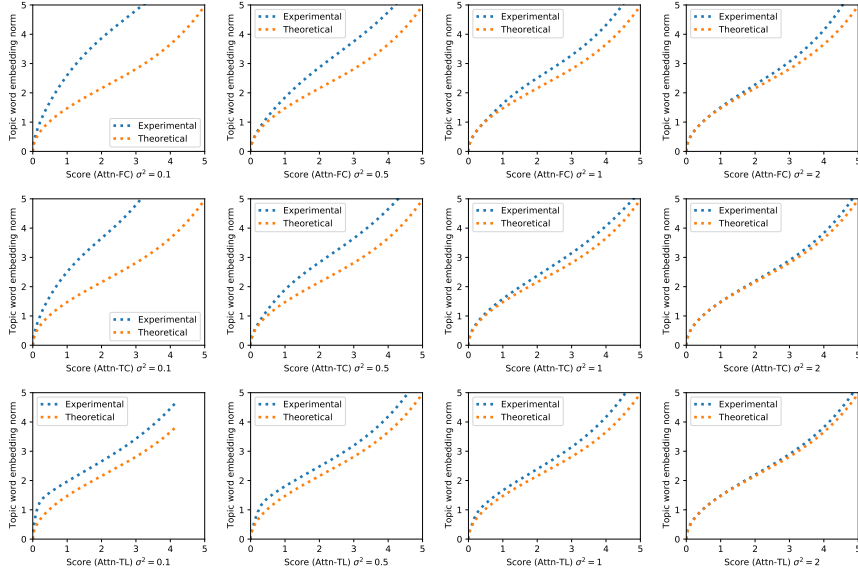 5
4
3
2
1
0
Topic word embedding norm
Experimental
Theoretical
0 1 2 3 4 5
Score (Attn-FC) σ² = 0.1
5
4
3
2
1
0
Topic word embedding norm
Experimental
Theoretical
0 1 2 3 4 5
Score (Attn-FC) σ² = 0.5
5
4
3
2
1
0
Topic word embedding norm
Experimental
Theoretical
0 1 2 3 4 5
Score (Attn-FC) σ² = 1
5
4
3
2
1
0
Topic word embedding norm
Experimental
Theoretical
0 1 2 3 4 5
Score (Attn-FC) σ² = 2
5
4
3
2
1
0
Topic word embedding norm
Experimental
Theoretical
0 1 2 3 4 5
Score (Attn-TC) σ² = 0.1
5
4
3
2
1
0
Topic word embedding norm
Experimental
Theoretical
0 1 2 3 4 5
Score (Attn-TC) σ² = 0.5
5
4
3
2
1
0
Topic word embedding norm
Experimental
Theoretical
0 1 2 3 4 5
Score (Attn-TC) σ² = 1
5
4
3
2
1
0
Topic word embedding norm
Experimental
Theoretical
0 1 2 3 4 5
Score (Attn-TC) σ² = 2
5
4
3
2
1
0
Topic word embedding norm
Experimental
Theoretical
0 1 2 3 4 5
Score (Attn-TL) σ² = 0.1
5
4
3
2
1
0
Topic word embedding norm
Experimental
Theoretical
0 1 2 3 4 5
Score (Attn-TL) σ² = 0.5
5
4
3
2
1
0
Topic word embedding norm
Experimental
Theoretical
0 1 2 3 4 5
Score (Attn-TL) σ² = 1
5
4
3
2
1
0
Topic word embedding norm
Experimental
Theoretical
0 1 2 3 4 5
Score (Attn-TL) σ² = 2